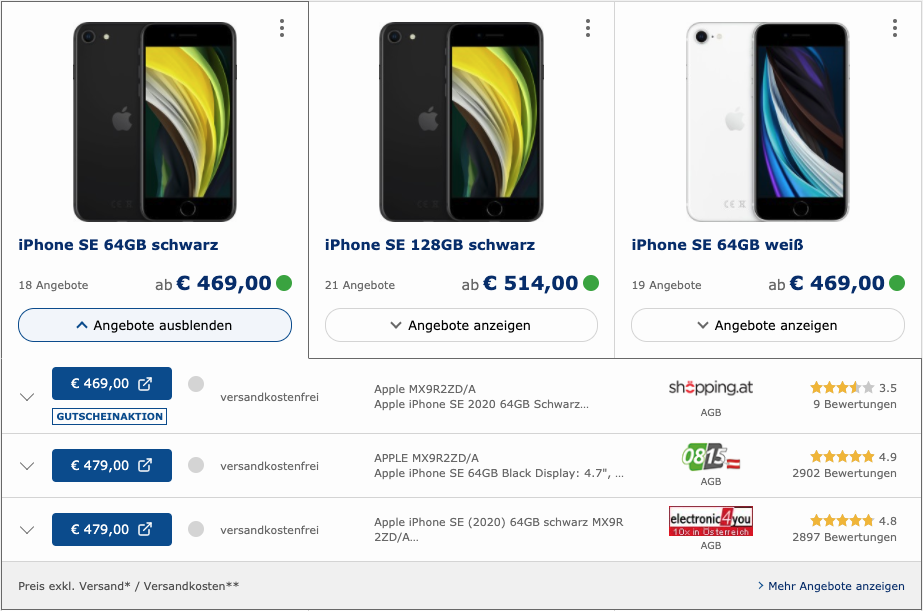 iPhone SE 64GB schwarz
18 Angebote
ab € 469,00
Angebote ausblenden
iPhone SE 128GB schwarz
21 Angebote
ab € 514,00
Angebote anzeigen
iPhone SE 64GB weiß
19 Angebote
ab € 469,00
Angebote anzeigen
€ 469,00
GUTSCHEINAKTION
versandkostenfrei
Apple MX9R2ZD/A
Apple iPhone SE 2020 64GB Schwarz...
shopping.at
AGB
3.5
9 Bewertungen
€ 479,00
versandkostenfrei
APPLE MX9R2ZD/A
Apple iPhone SE 64GB Black Display: 4.7", ...
0815
AGB
4.9
2902 Bewertungen
€ 479,00
versandkostenfrei
Apple iPhone SE (2020) 64GB schwarz MX9R
2ZD/A...
electronic4you
10x in Österreich
AGB
4.8
2897 Bewertungen
Preis exkl. Versand* / Versandkosten**
Mehr Angebote anzeigen